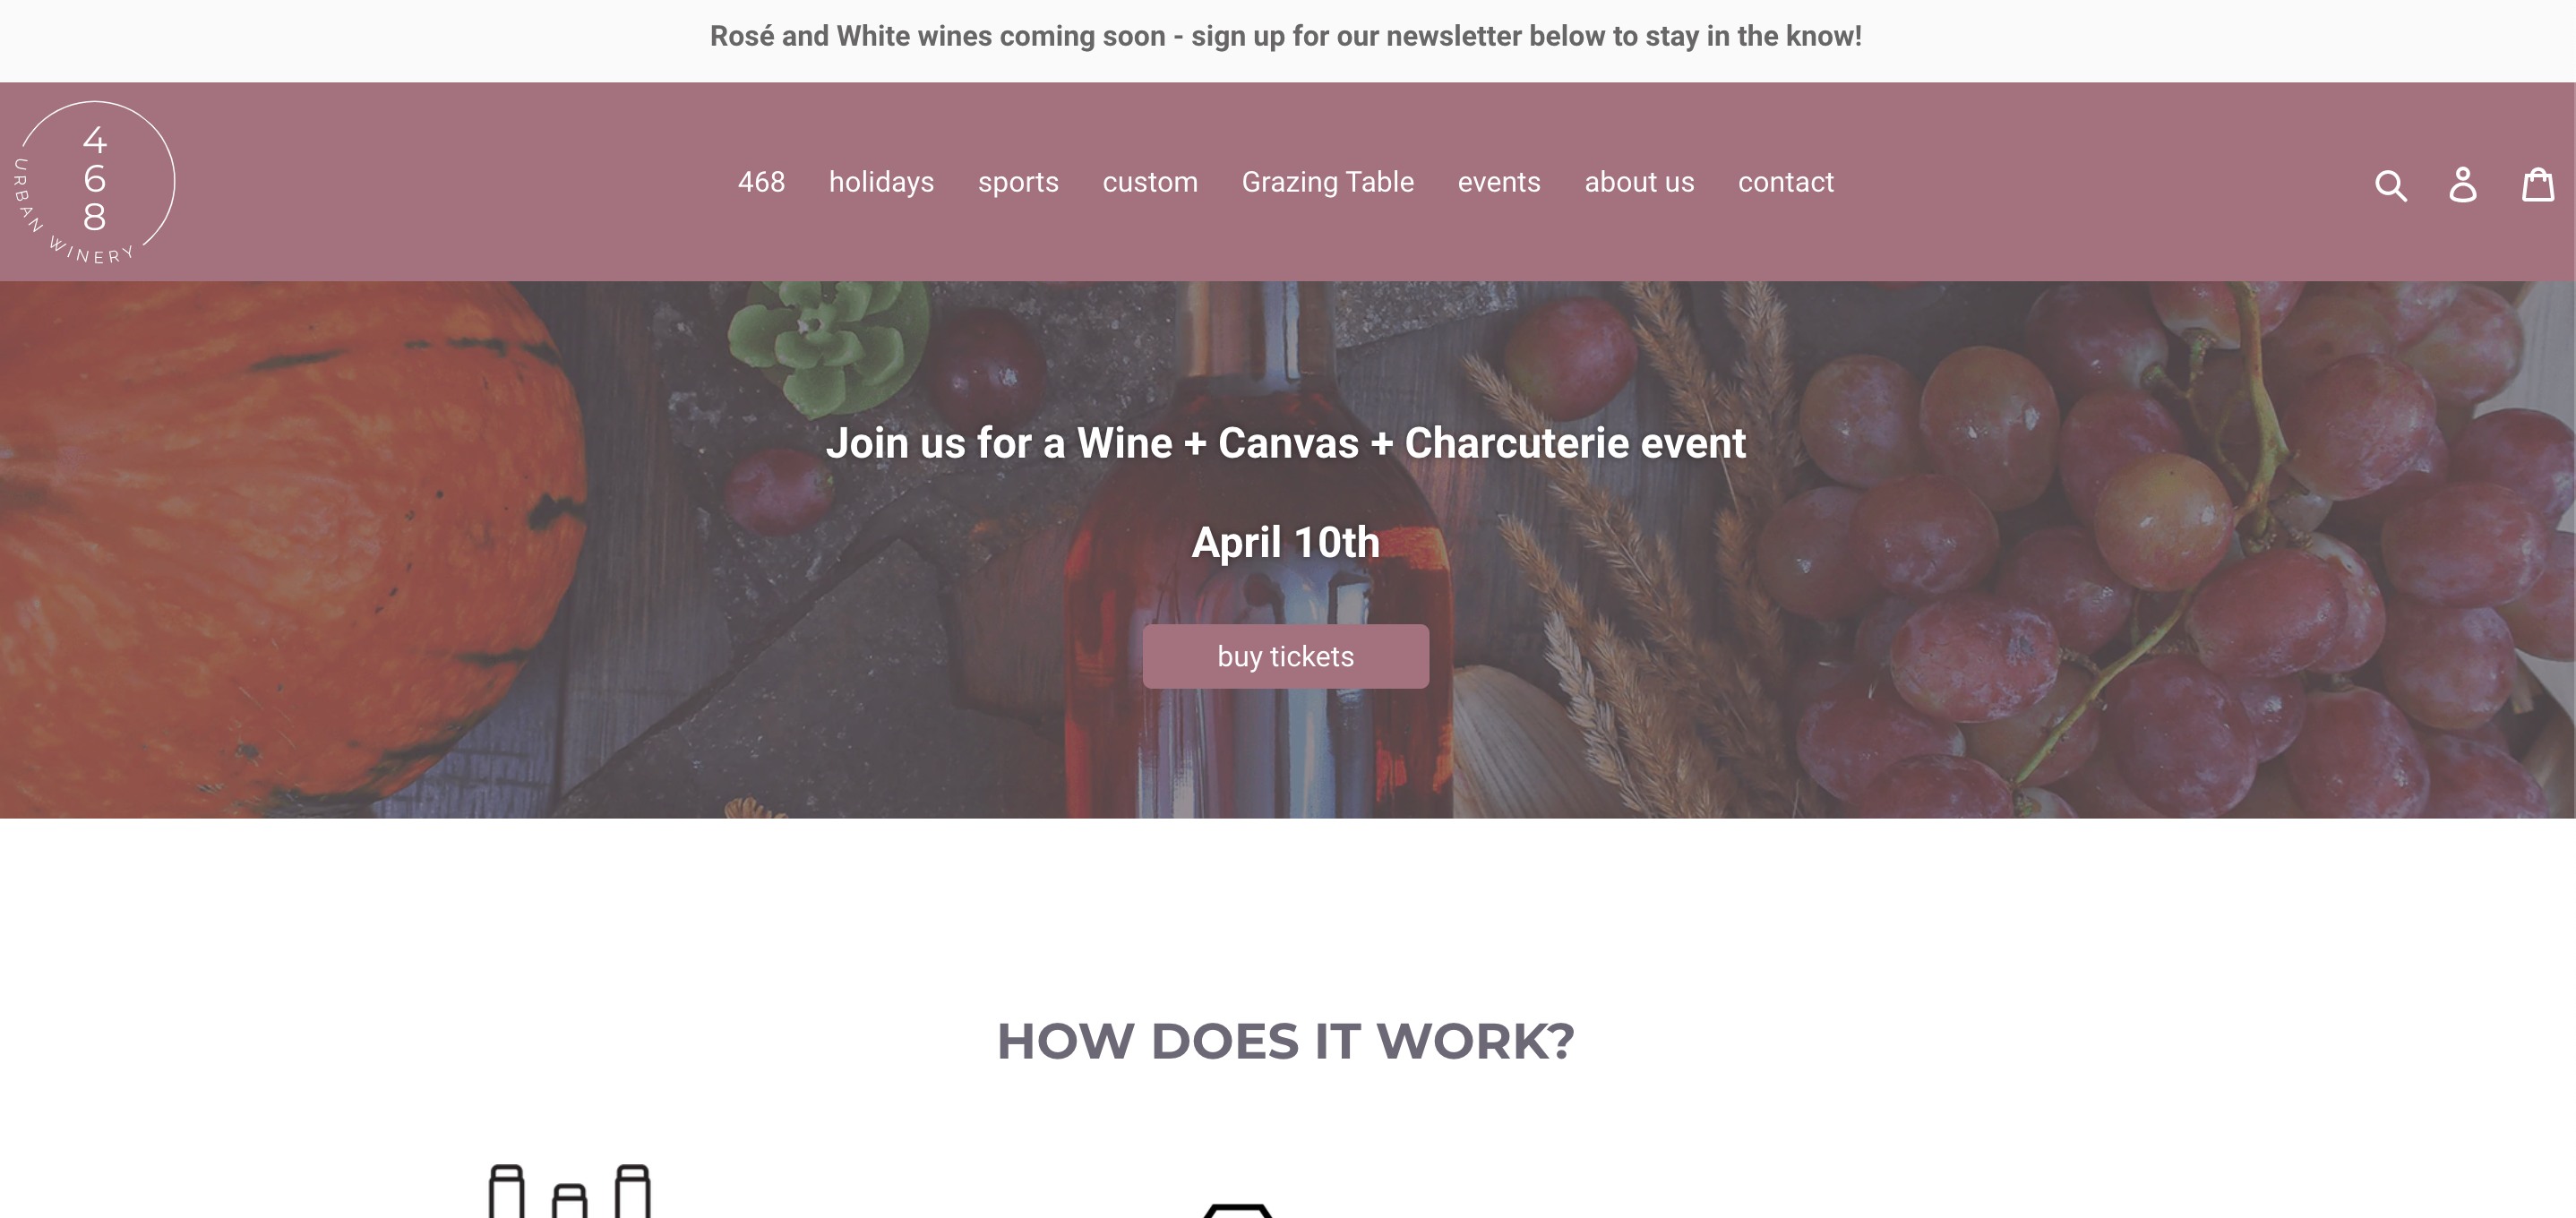 Rosé and White wines coming soon - sign up for our newsletter below to stay in the know!
4
6
8
URBAN WINERY
468 holidays sports custom Grazing Table events about us contact
Join us for a Wine + Canvas + Charcuterie event
April 10th
buy tickets
HOW DOES IT WORK?